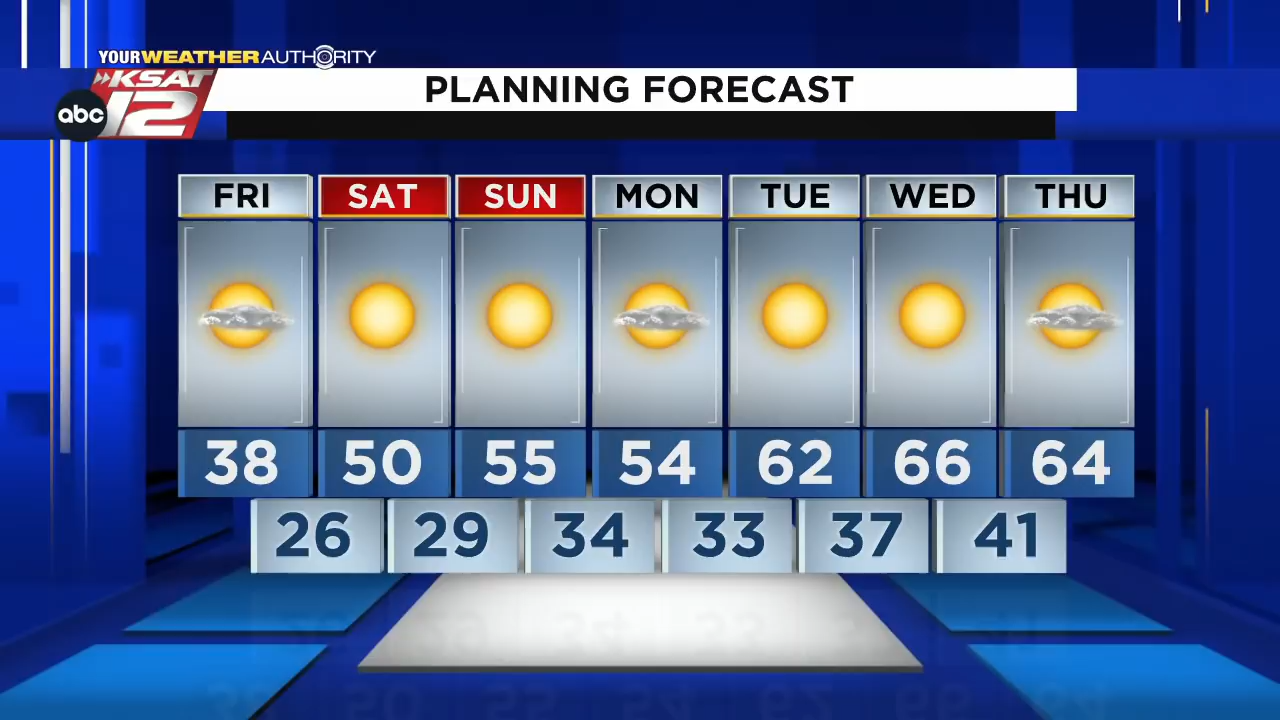 YOURWEATHERAUTHORITY
KSAT
abc 12
PLANNING FORECAST
FRI SAT SUN MON TUE WED THU
38 50 55 54 62 66 64
26 29 34 33 37 41